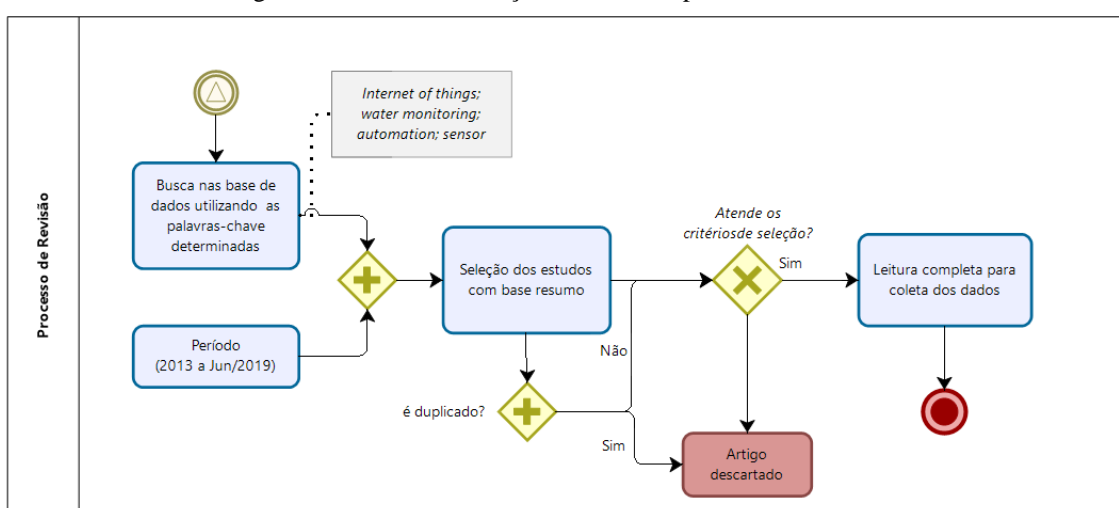 Processo de Revisão
Internet of things;
water monitoring;
automation; sensor
Busca nas base de
dados utilizando as
palavras-chave
determinadas
Período
(2013 a Jun/2019)
Seleção dos estudos
com base resumo
é duplicado?
Não
Sim
Atende os
critériosde seleção?
Sim
Artigo
descartado
Leitura completa para
coleta dos dados